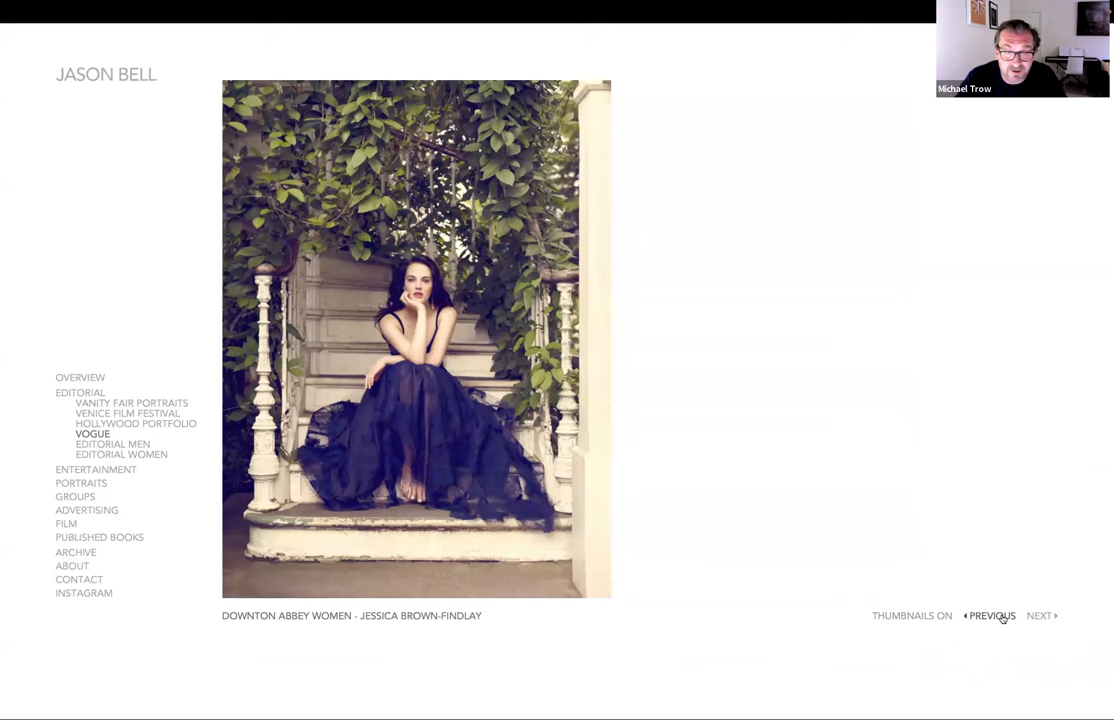 Michael Trow
JASON BELL
OVERVIEW
EDITORIAL
VANITY FAIR PORTRAITS
VENICE FILM FESTIVAL
HOLLYWOOD PORTFOLIO
VOGUE
EDITORIAL MEN
EDITORIAL WOMEN
ENTERTAINMENT
PORTRAITS
GROUPS
ADVERTISING
FILM
PUBLISHED BOOKS
ARCHIVE
ABOUT
CONTACT
INSTAGRAM
DOWNTON ABBEY WOMEN - JESSICA BROWN-FINDLAY
THUMBNAILS ON PREVIOUS NEXT